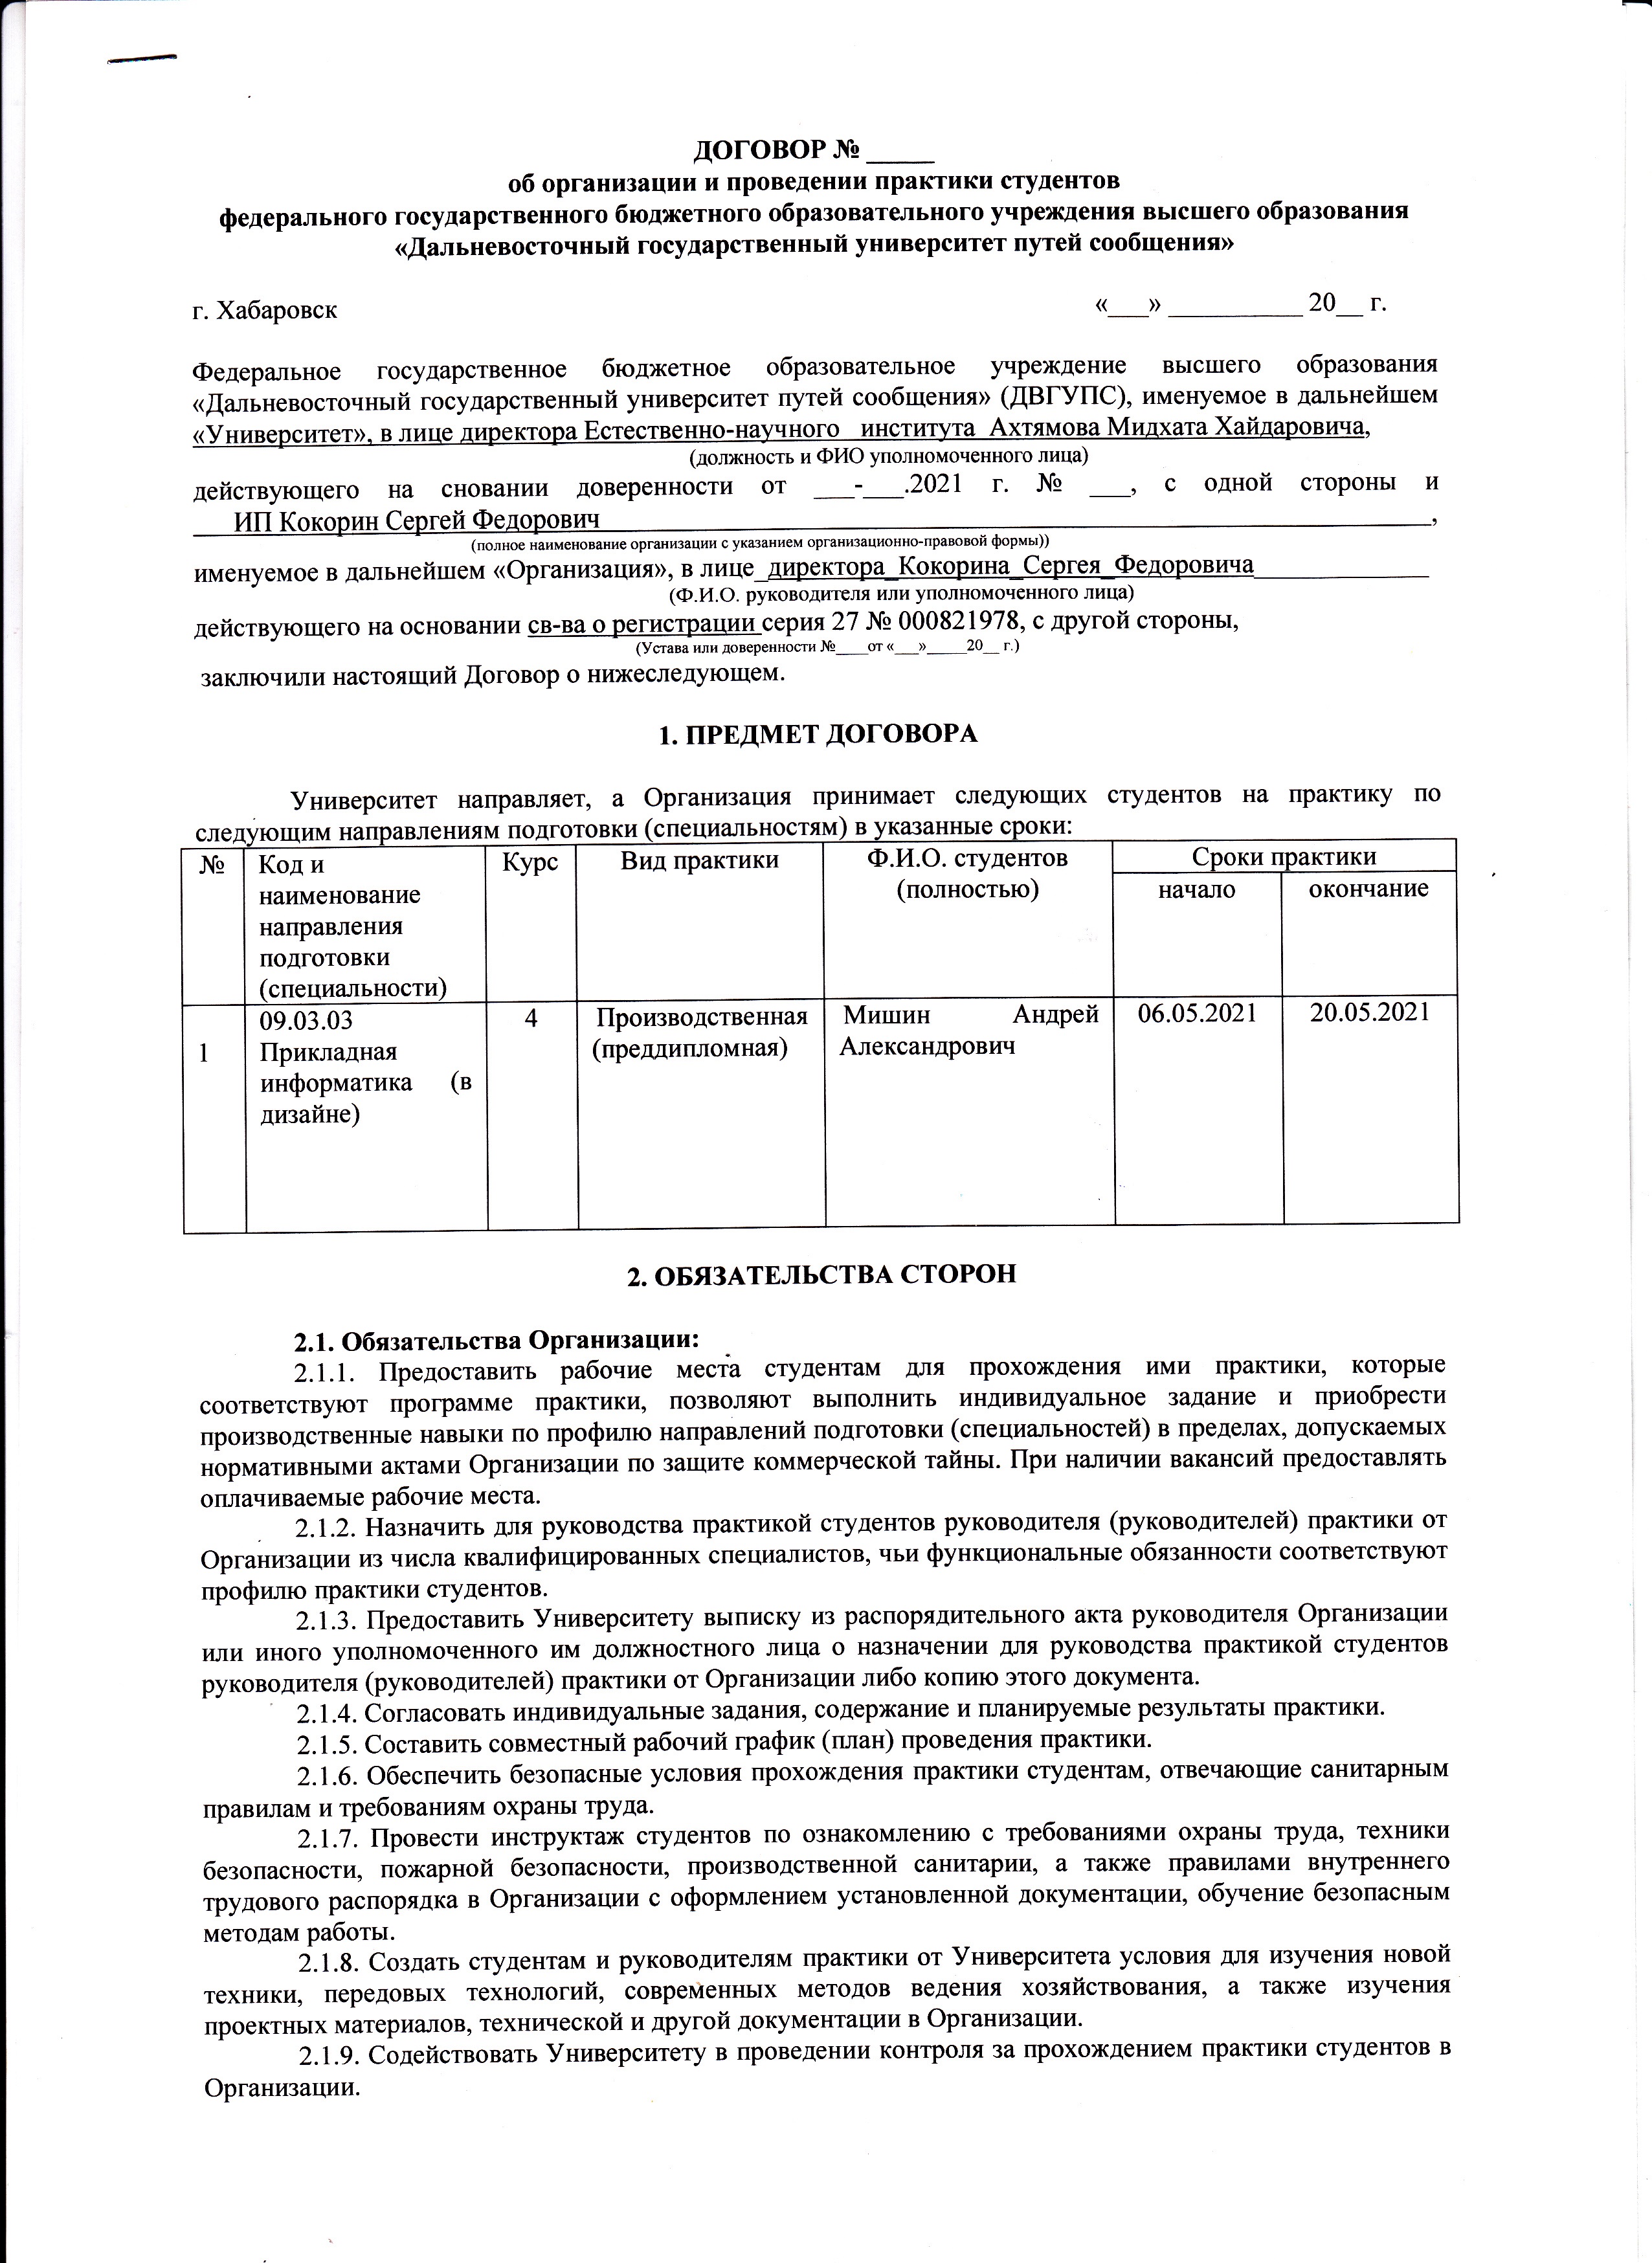 ДОГОВОР № _____
об организации и проведении практики студентов
федерального государственного бюджетного образовательного учреждения высшего образования
«Дальневосточный государственный университет путей сообщения»
г. Хабаровск «___» __________ 20__ г.
Федеральное государственное бюджетное образовательное учреждение высшего образования
«Дальневосточный государственный университет путей сообщения» (ДВГУПС), именуемое в дальнейшем
«Университет», в лице директора Естественно-научного института Ахтямова Мидхата Хайдаровича,
(должность и ФИО уполномоченного лица)
действующего на сновании доверенности от ___-___.2021 г. № ___, с одной стороны и
___ИП Кокорин Сергей Федорович______________,
(полное наименование организации с указанием организационно-правовой формы))
именуемое в дальнейшем «Организация», в лице_директора_Кокорина_Сергея_Федоровича_____________
(Ф.И.О. руководителя или уполномоченного лица)
действующего на основании св-ва о регистрации серия 27 № 000821978, с другой стороны,
(Устава или доверенности №____от «___»_____20__ г.)
заключили настоящий Договор о нижеследующем.
1. ПРЕДМЕТ ДОГОВОРА
Университет направляет, а Организация принимает следующих студентов на практику по
следующим направлениям подготовки (специальностям) в указанные сроки:
№ Код и Курс Вид практики Ф.И.О. студентов Сроки практики
наименование (полностью) начало окончание
направления
подготовки
(специальности)
09.03.03 4 Производственная Мишин Андрей 06.05.2021 20.05.2021
1 Прикладная (преддипломная) Александрович
информатика (в
дизайне)
2. ОБЯЗАТЕЛЬСТВА СТОРОН
2.1. Обязательства Организации:
2.1.1. Предоставить рабочие места студентам для прохождения ими практики, которые
соответствуют программе практики, позволяют выполнить индивидуальное задание и приобрести
производственные навыки по профилю направлений подготовки (специальностей) в пределах, допускаемых
нормативными актами Организации по защите коммерческой тайны. При наличии вакансий предоставлять
оплачиваемые рабочие места.
2.1.2. Назначить для руководства практикой студентов руководителя (руководителей) практики от
Организации из числа квалифицированных специалистов, чьи функциональные обязанности соответствуют
профилю практики студентов.
2.1.3. Предоставить Университету выписку из распорядительного акта руководителя Организации
или иного уполномоченного им должностного лица о назначении для руководства практикой студентов
руководителя (руководителей) практики от Организации либо копию этого документа.
2.1.4. Согласовать индивидуальные задания, содержание и планируемые результаты практики.
2.1.5. Составить совместный рабочий график (план) проведения практики.
2.1.6. Обеспечить безопасные условия прохождения практики студентам, отвечающие санитарным
правилам и требованиям охраны труда.
2.1.7. Провести инструктаж студентов по ознакомлению с требованиями охраны труда, техники
безопасности, пожарной безопасности, производственной санитарии, а также правилами внутреннего
трудового распорядка в Организации с оформлением установленной документации, обучение безопасным
методам работы.
2.1.8. Создать студентам и руководителям практики от Университета условия для изучения новой
техники, передовых технологий, современных методов ведения хозяйствования, а также изучения
проектных материалов, технической и другой документации в Организации.
2.1.9. Содействовать Университету в проведении контроля за прохождением практики студентов в
Организации.